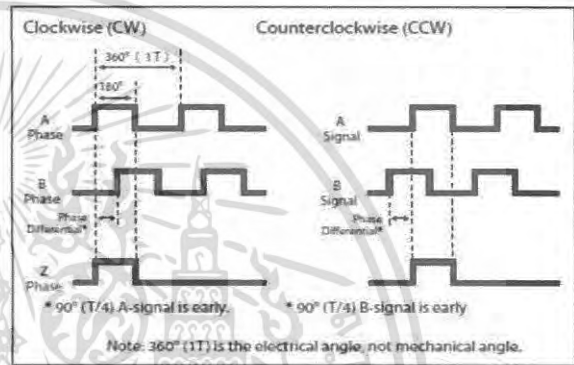 Clockwise (CW)
Counterclockwise (CCW)
360° (1T)
180°
A
Phase
B
Phase
Phase
Differential*
Z
Phase
* 90° (T/4) A-signal is early.
A
Signal
B
Signal
Phase
Differential*
Z
Phase
* 90° (T/4) B-signal is early
Note: 360° (1T) is the electrical angle, not mechanical angle.